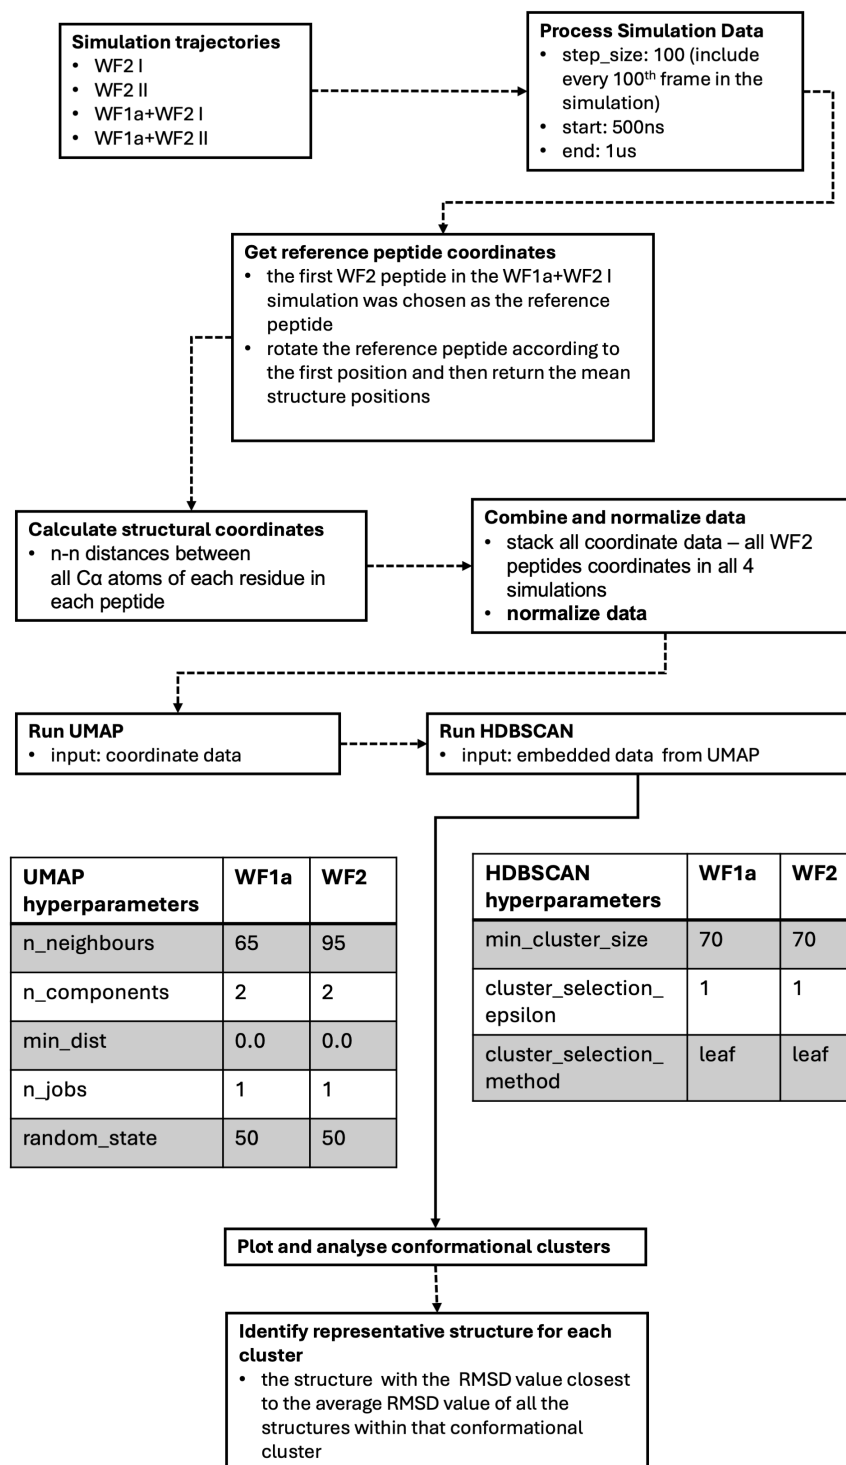 Simulation trajectories
• WF2 I
• WF2 II
• WF1a+WF2 I
• WF1a+WF2 II
Process Simulation Data
• step_size: 100 (include
every 100th frame in the
simulation)
• start: 500ns
• end: 1us
Get reference peptide coordinates
• the first WF2 peptide in the WF1a+WF2 I
simulation was chosen as the reference
peptide
• rotate the reference peptide according to
the first position and then return the mean
structure positions
Calculate structural coordinates
• n-n distances between
all Cα atoms of each residue in
each peptide
Combine and normalize data
• stack all coordinate data – all WF2
peptides coordinates in all 4
simulations
• normalize data
Run UMAP
• input: coordinate data
Run HDBSCAN
• input: embedded data from UMAP
UMAP
hyperparameters
WF1a
WF2
n_neighbours 65 95
n_components 2 2
min_dist 0.0 0.0
n_jobs 1 1
random_state 50 50
HDBSCAN
hyperparameters
WF1a
WF2
min_cluster_size 70 70
cluster_selection_
epsilon
1 1
cluster_selection_
method
leaf leaf
Plot and analyse conformational clusters
Identify representative structure for each
cluster
• the structure with the RMSD value closest
to the average RMSD value of all the
structures within that conformational
cluster